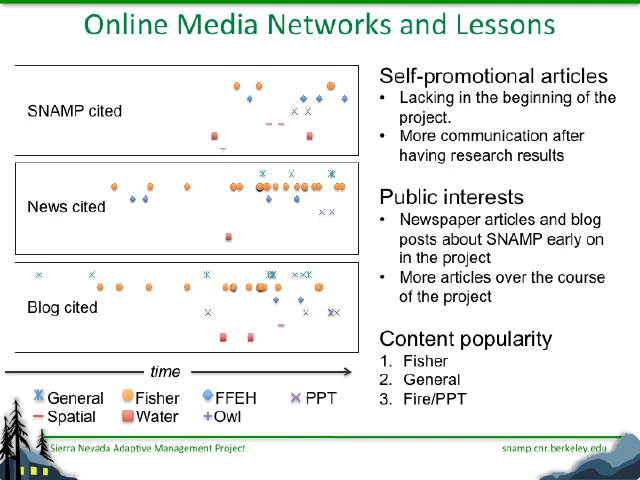 Online Media Networks and Lessons
SNAMP cited
News cited
Blog cited
time
General Fisher FFEH PPT
Spatial Water Owl
Self-promotional articles
• Lacking in the beginning of the
project.
• More communication after
having research results
Public interests
• Newspaper articles and blog
posts about SNAMP early on
in the project
• More articles over the course
of the project
Content popularity
1. Fisher
2. General
3. Fire/PPT
Sierra Nevada Adaptive Management Project
snamp.cnr.berkeley.edu